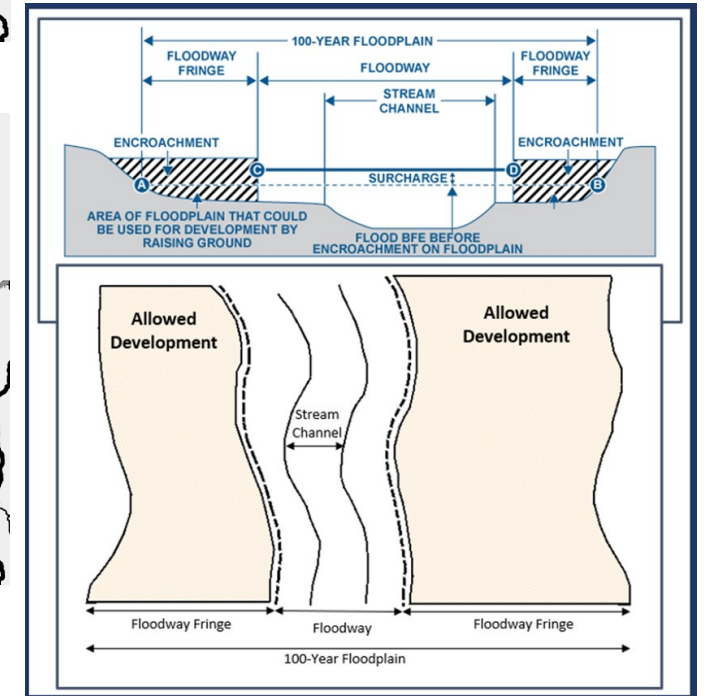 100-YEAR FLOODPLAIN
FLOODWAY
FRINGE
FLOODWAY
FLOODWAY
FRINGE
STREAM
CHANNEL
ENCROACHMENT
ENCROACHMENT
C
D
SURCHARGE
A
B
AREA OF FLOODPLAIN THAT COULD
BE USED FOR DEVELOPMENT BY
RAISING GROUND
FLOOD BFE BEFORE
ENCROACHMENT ON FLOODPLAIN
Allowed
Development
Allowed
Development
Stream
Channel
Floodway Fringe
Floodway
Floodway Fringe
100-Year Floodplain